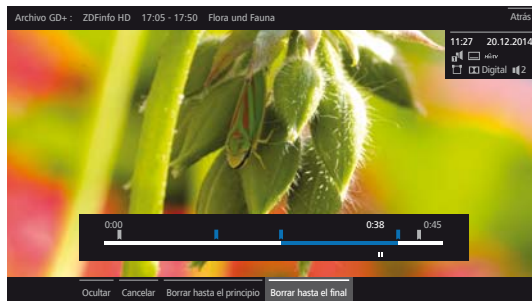 Archivo GD+ : ZDFinfo HD 17:05 - 17:50 Flora und Fauna Atrás
11:27 20.12.2014
Digital 2
0:00 0:38 0:45
Ocultar Cancelar Borrar hasta el principio Borrar hasta el final